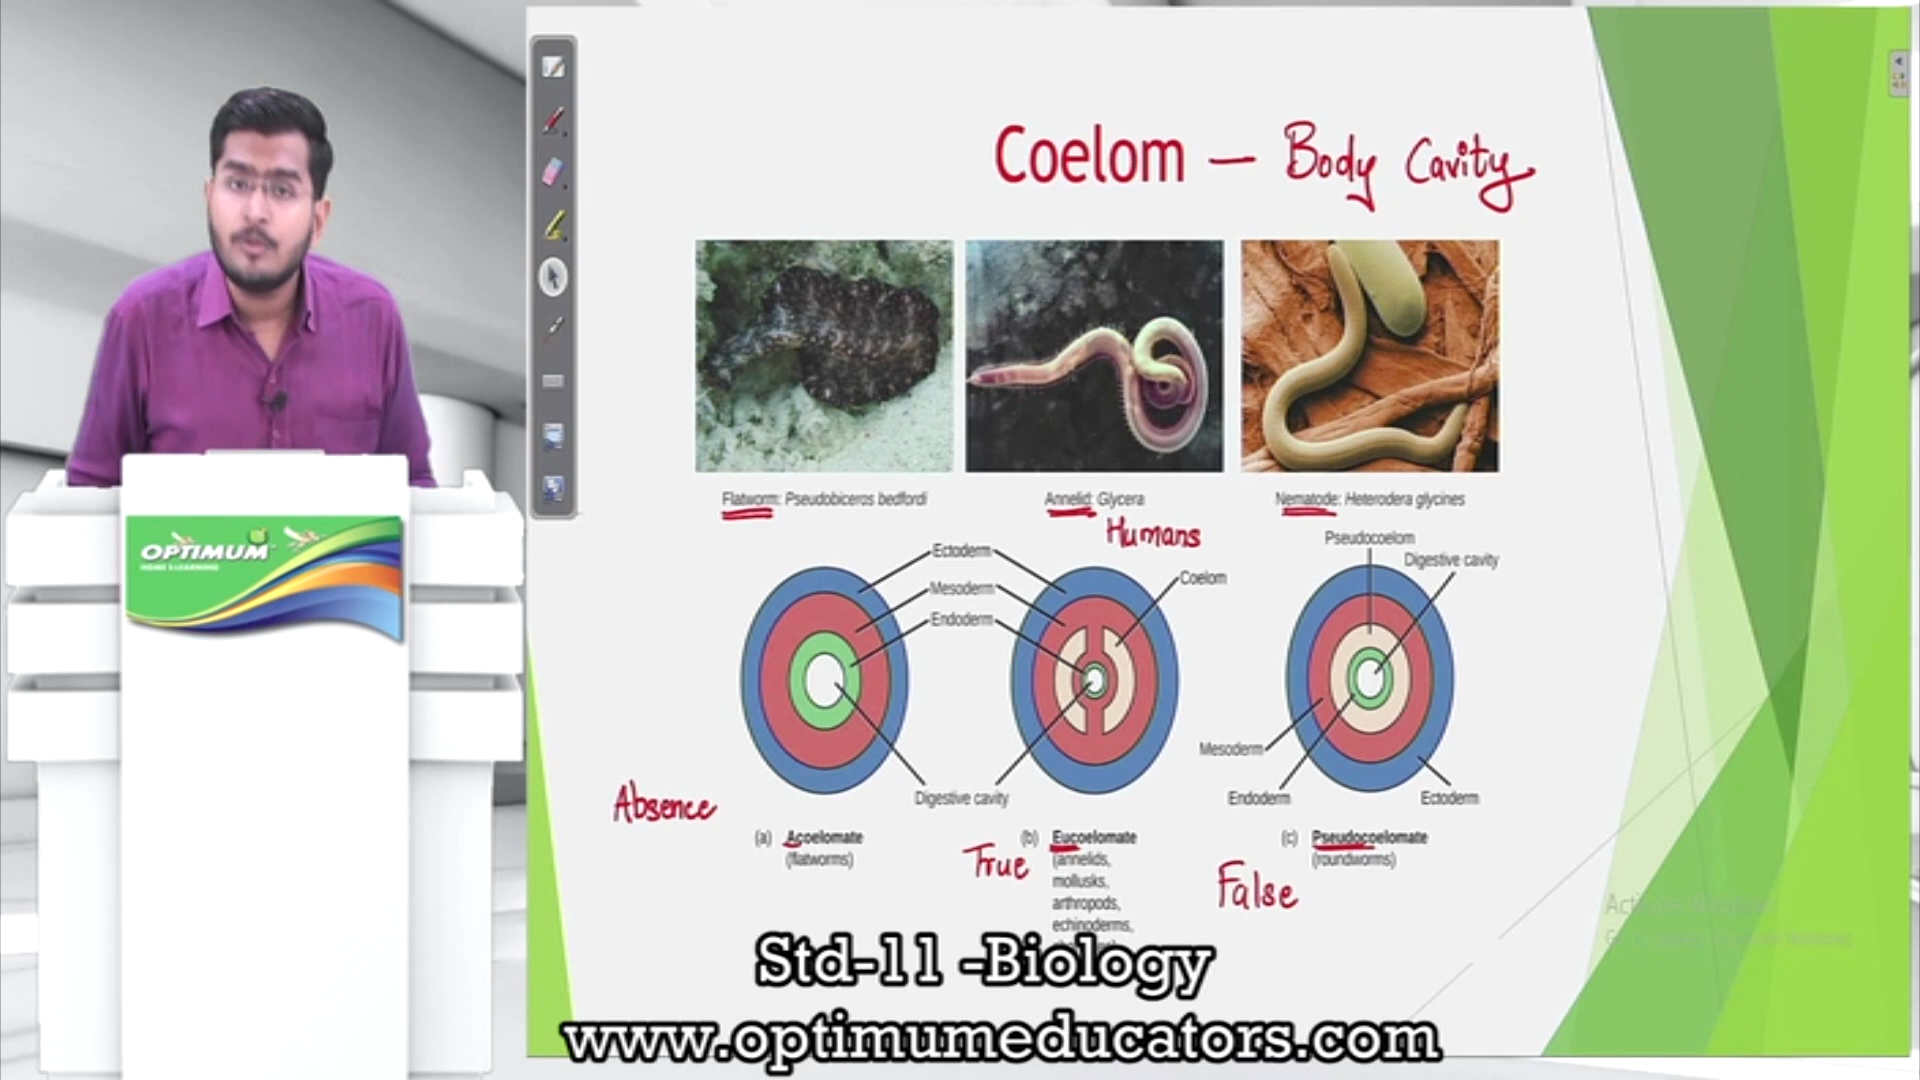 Coelom — Body Cavity
Flatworm: Pseudobiceros bedfordi
Annelid: Glycera
Nematode: Heterodera glycines
Humans
Pseudocoelom
Ectoderm
Digestive cavity
Coelom
Mesoderm
Endoderm
Mesoderm
Digestive cavity
Endoderm
Ectoderm
Absence
(a) Acoelomate
(flatworms)
True
(b) Eucoelomate
(annelids,
mollusks,
arthropods,
echinoderms,
False
(c) Pseudocoelomate
(roundworms)
OPTIMUM
HOME E-LEARNING
Std-11 -Biology
www.optimumeducators.com